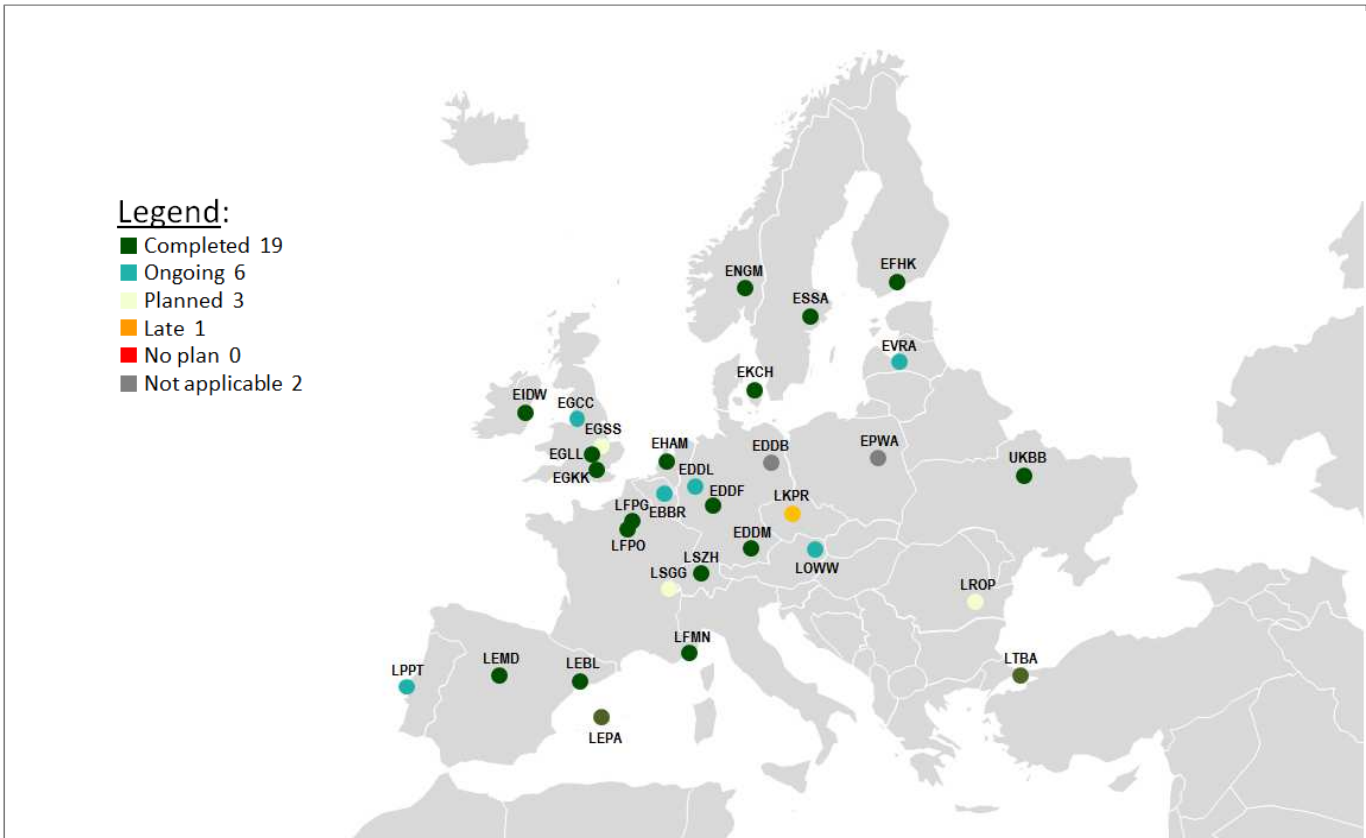 Legend:
Completed 19
Ongoing 6
Planned 3
Late 1
No plan 0
Not applicable 2
ENGM
EFHK
ESSA
EVRA
EKCH
EIDW
EGCC
EGSS
EHAM
EDDB
EPWA
EGLL
UKBB
EGKK
EDDL
EDDF
LKPR
LFPG
EBBR
EDDM
LFPO
LSZH
LOWW
LSGG
LROP
LFMN
LPPT
LEMD
LEBL
LTBA
LEPA